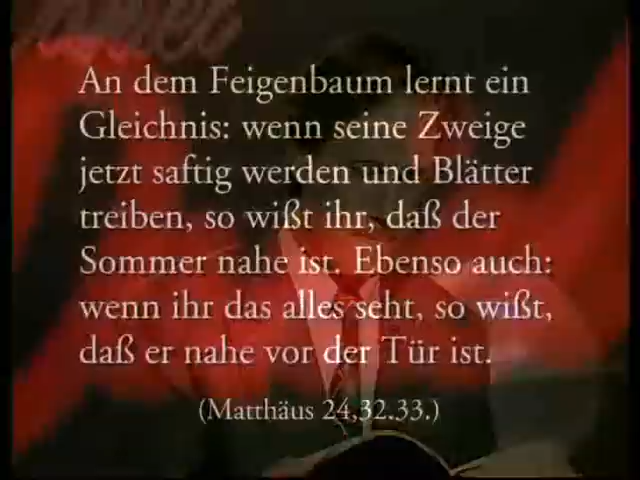 An dem Feigenbaum lernt ein
Gleichnis: wenn seine Zweige
jetzt saftig werden und Blätter
treiben, so wißt ihr, daß der
Sommer nahe ist. Ebenso auch:
wenn ihr das alles seht, so wißt,
daß er nahe vor der Tür ist.
(Matthäus 24,32.33.)